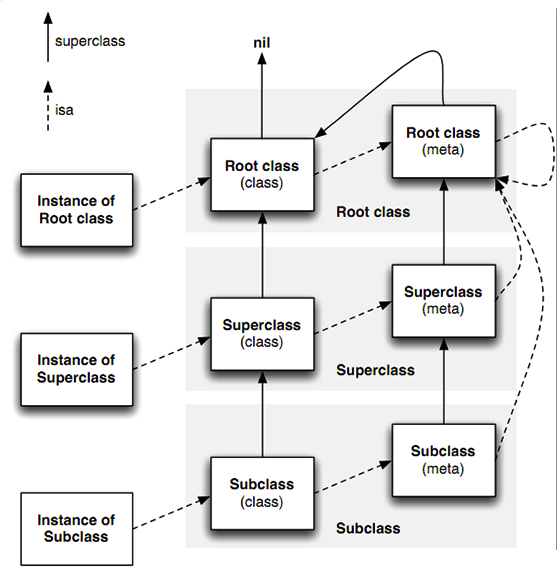 superclass
nil
isa
Root class
(meta)
Root class
(class)
Instance of
Root class
Root class
Superclass
(meta)
Superclass
(class)
Instance of
Superclass
Superclass
Subclass
(meta)
Subclass
(class)
Instance of
Subclass
Subclass